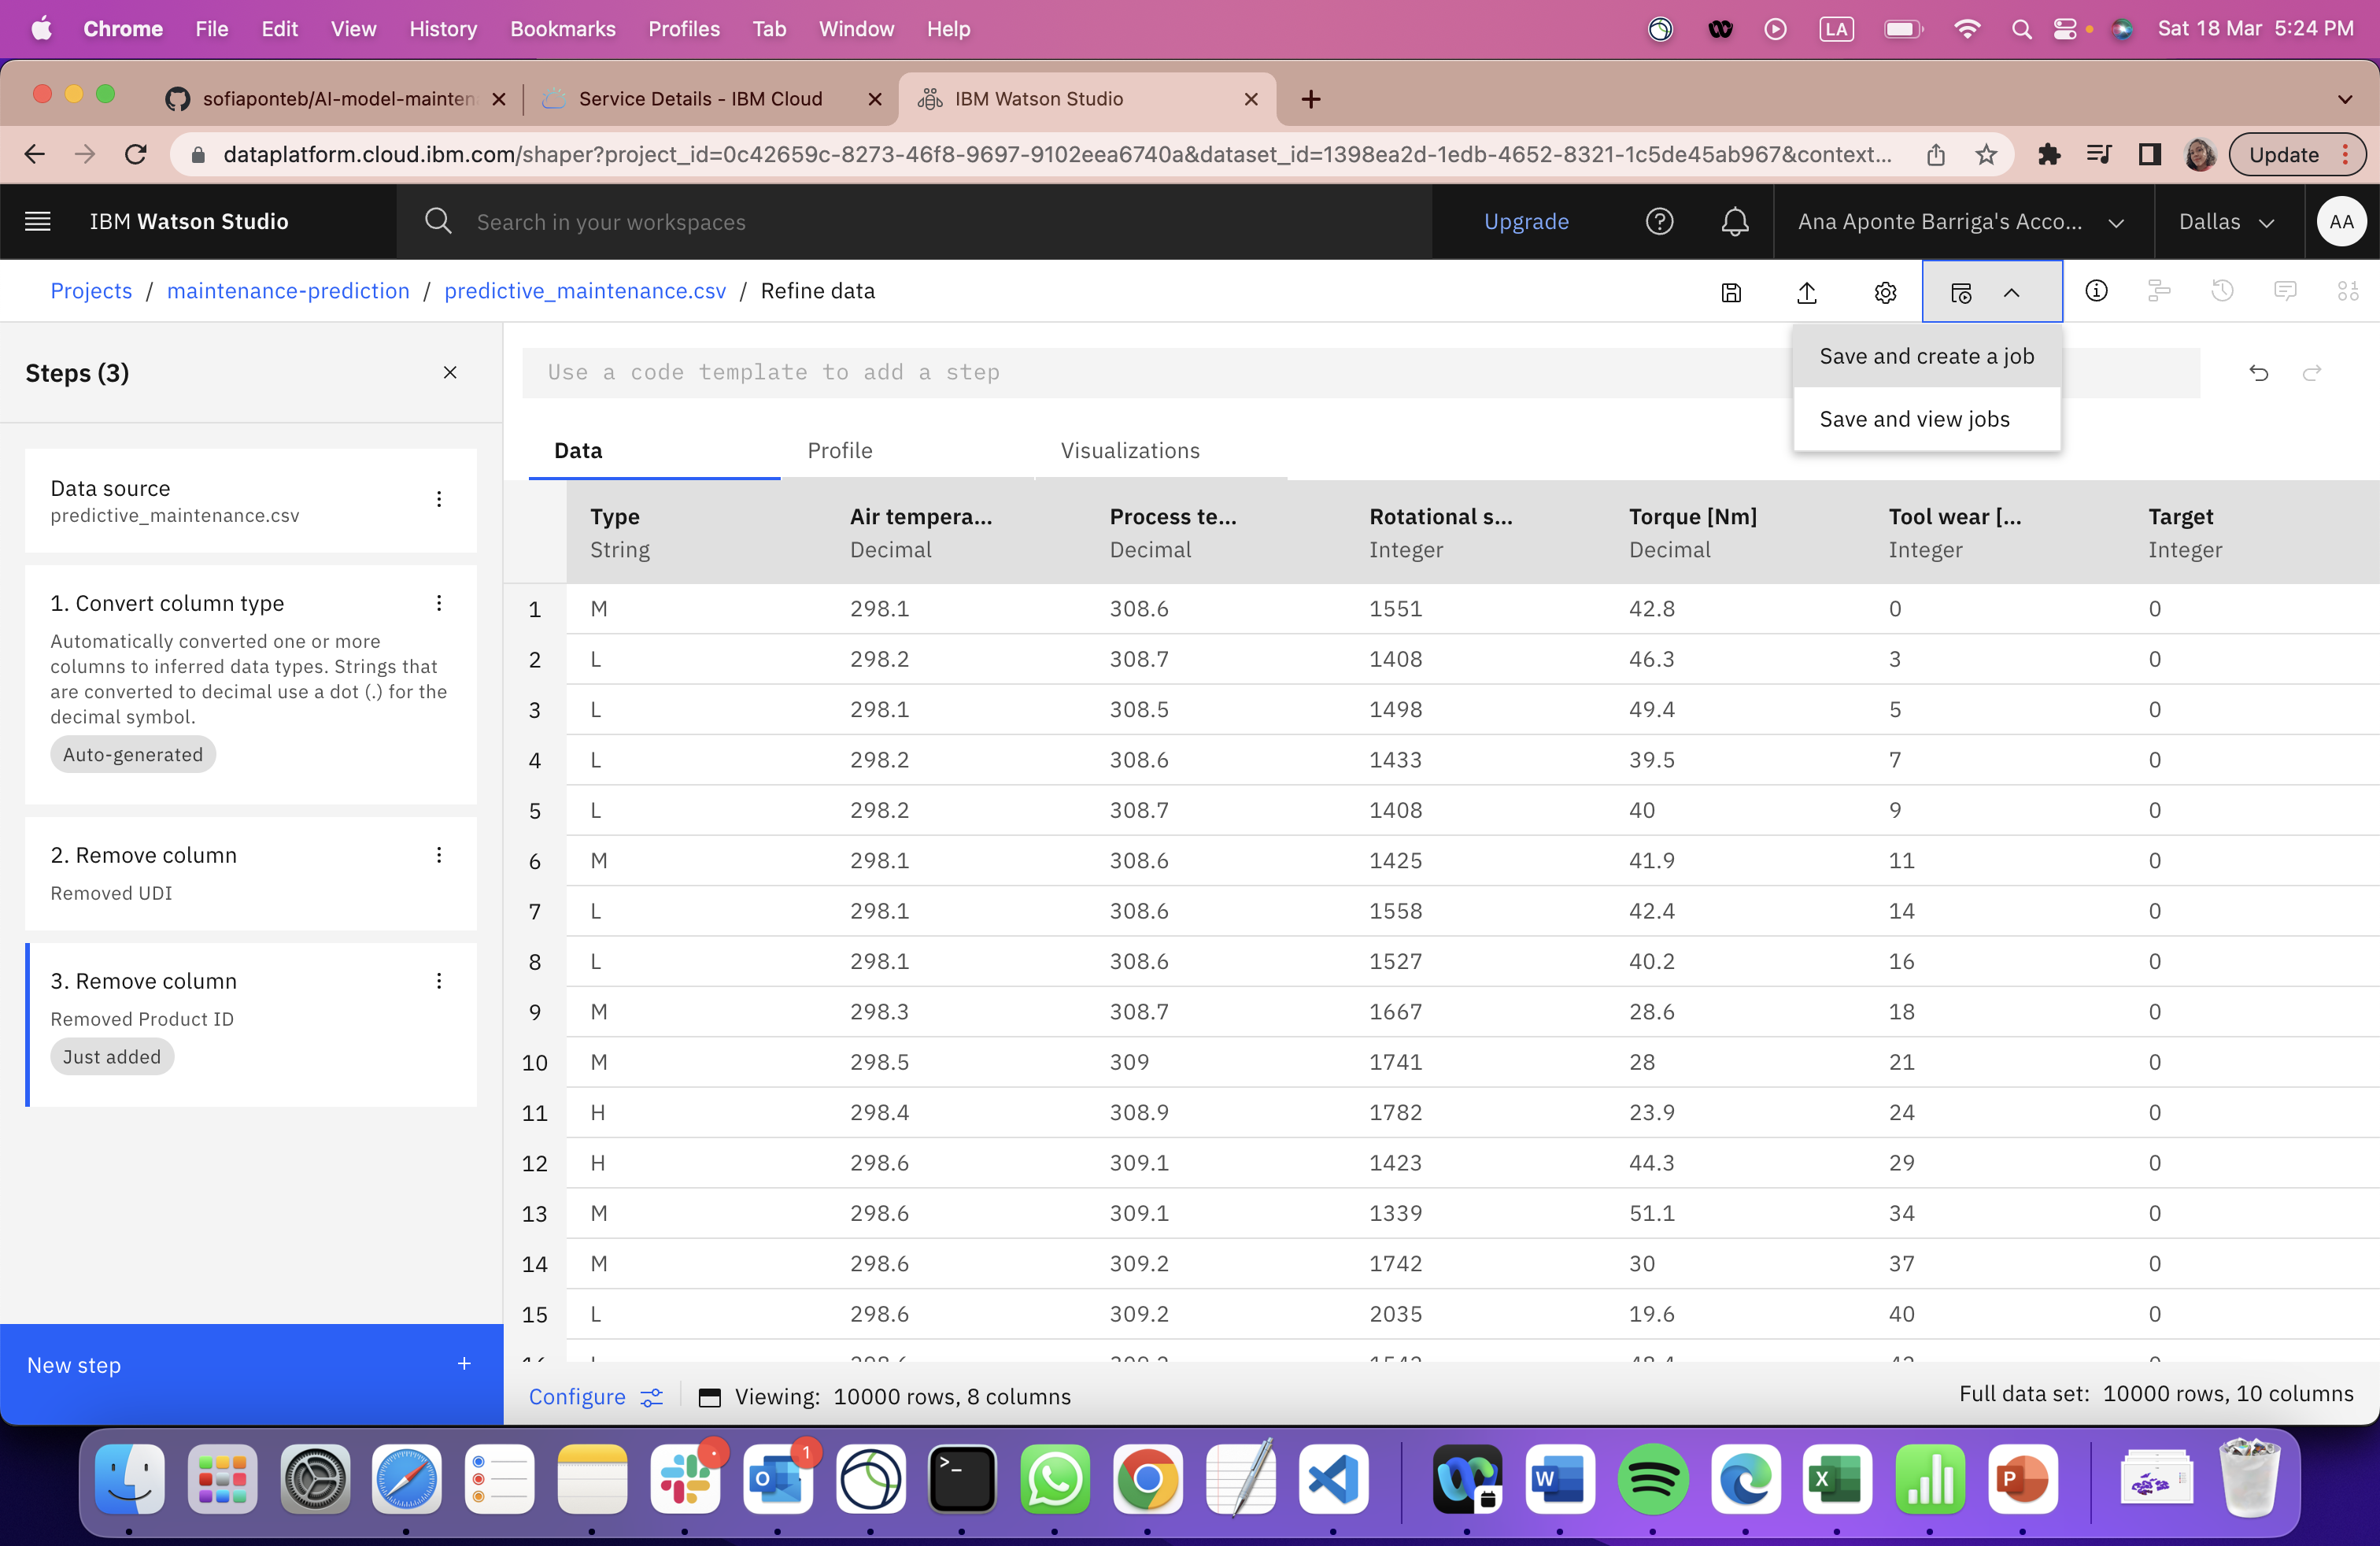 Chrome File Edit View History Bookmarks Profiles Tab Window Help LA Sat 18 Mar 5:24 PM
sofiaponteb/AI-model-mainten Service Details - IBM Cloud IBM Watson Studio
dataplatform.cloud.ibm.com/shaper?project_id=0c42659c-8273-46f8-9697-9102eea6740a&dataset_id=1398ea2d-1edb-4652-8321-1c5de45ab967&context... Update
IBM Watson Studio Search in your workspaces Upgrade Ana Aponte Barriga's Acco... Dallas AA
Projects / maintenance-prediction / predictive_maintenance.csv / Refine data
Save and create a job
Save and view jobs
Steps (3)
Data source
predictive_maintenance.csv
1. Convert column type
Automatically converted one or more
columns to inferred data types. Strings that
are converted to decimal use a dot (.) for the
decimal symbol.
Auto-generated
2. Remove column
Removed UDI
3. Remove column
Removed Product ID
Just added
New step +
Use a code template to add a step
Data Profile Visualizations
Type Air tempera... Process te... Rotational s... Torque [Nm] Tool wear [... Target
String Decimal Decimal Integer Decimal Integer Integer
1 M 298.1 308.6 1551 42.8 0 0
2 L 298.2 308.7 1408 46.3 3 0
3 L 298.1 308.5 1498 49.4 5 0
4 L 298.2 308.6 1433 39.5 7 0
5 L 298.2 308.7 1408 40 9 0
6 M 298.1 308.6 1425 41.9 11 0
7 L 298.1 308.6 1558 42.4 14 0
8 L 298.1 308.6 1527 40.2 16 0
9 M 298.3 308.7 1667 28.6 18 0
10 M 298.5 309 1741 28 21 0
11 H 298.4 308.9 1782 23.9 24 0
12 H 298.6 309.1 1423 44.3 29 0
13 M 298.6 309.1 1339 51.1 34 0
14 M 298.6 309.2 1742 30 37 0
15 L 298.6 309.2 2035 19.6 40 0
Configure Viewing: 10000 rows, 8 columns Full data set: 10000 rows, 10 columns
1